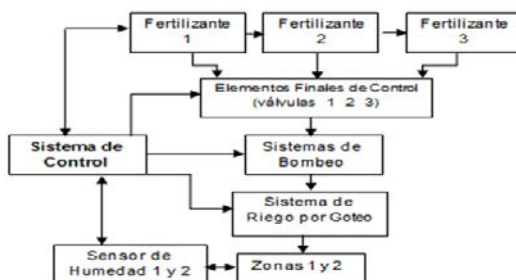 Fertilizante
1
Fertilizante
2
Fertilizante
3
Elementos Finales de Control
(válvulas 1 2 3)
Sistema de
Control
Sistemas de
Bombeo
Sistema de
Riego por Goteo
Sensor de
Humedad 1 y 2
Zonas 1 y 2